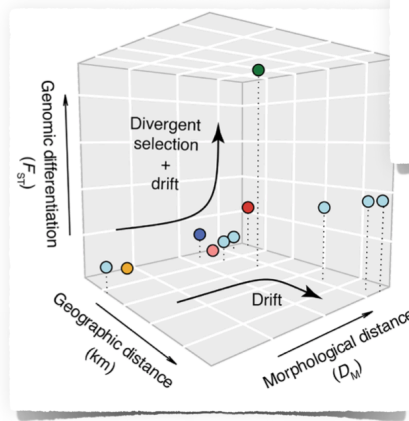 Genomic differentiation
(FST)
Divergent
selection
+
drift
Drift
Geographic distance
(km)
Morphological distance
(DM)